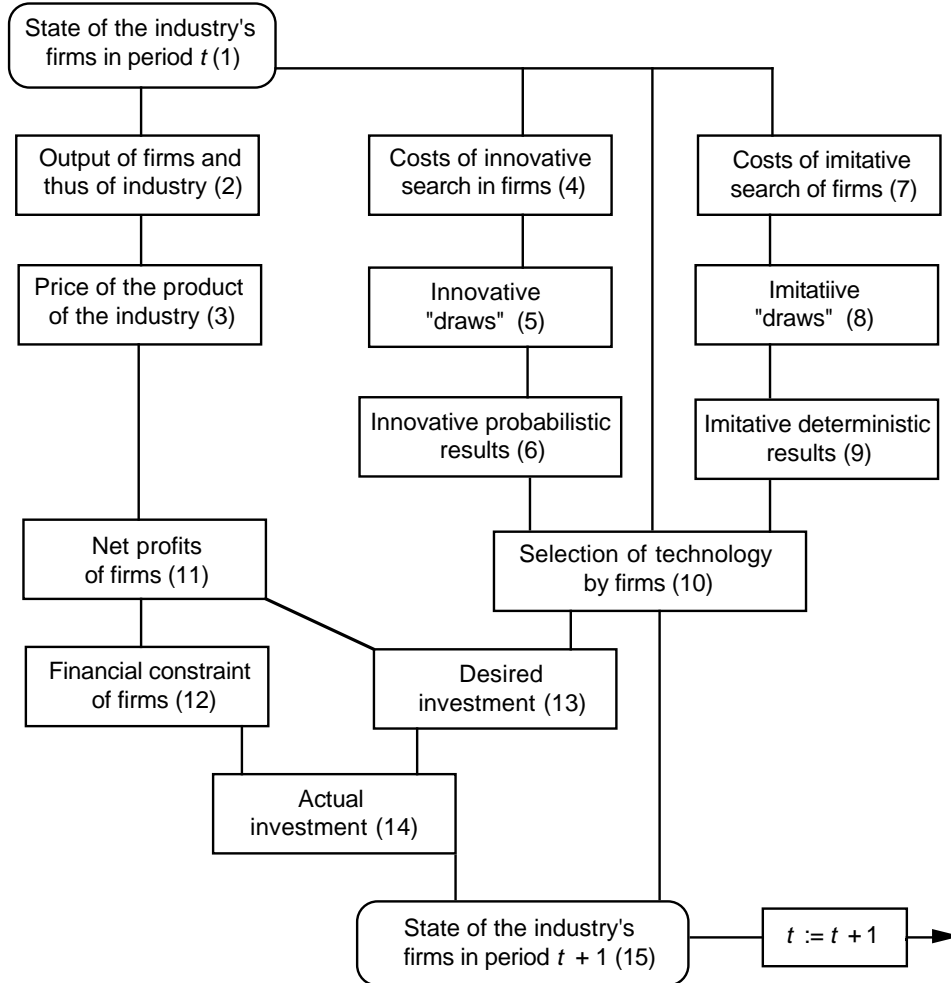 State of the industry's
firms in period t (1)
Output of firms and
thus of industry (2)
Costs of innovative
search in firms (4)
Costs of imitative
search of firms (7)
Price of the product
of the industry (3)
Innovative
"draws" (5)
Imitatiive
"draws" (8)
Innovative probabilistic
results (6)
Imitative deterministic
results (9)
Net profits
of firms (11)
Selection of technology
by firms (10)
Financial constraint
of firms (12)
Desired
investment (13)
Actual
investment (14)
State of the industry's
firms in period t + 1 (15)
t := t + 1